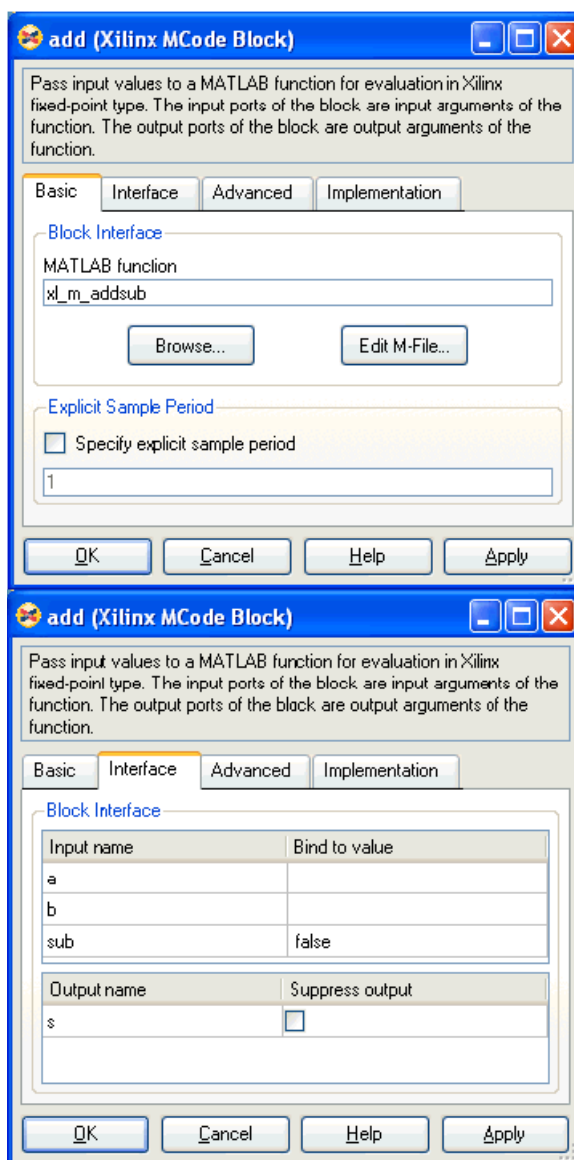 add (Xilinx MCode Block)
Pass input values to a MATLAB function for evaluation in Xilinx
fixed-point type. The input ports of the block are input arguments of the
function. The output ports of the block are output arguments of the
function.
Basic Interface Advanced Implementation
Block Interface
MATLAB function
xl_m_addsub
Browse... Edit M-File...
Explicit Sample Period
Specify explicit sample period
1
OK Cancel Help Apply
add (Xilinx MCode Block)
Pass input values to a MATLAB function for evaluation in Xilinx
fixed-point type. The input ports of the block are input arguments of the
function. The output ports of the block are output arguments of the
function.
Basic Interface Advanced Implementation
Block Interface
Input name Bind to value
a
b
sub false
Output name Suppress output
s
OK Cancel Help Apply